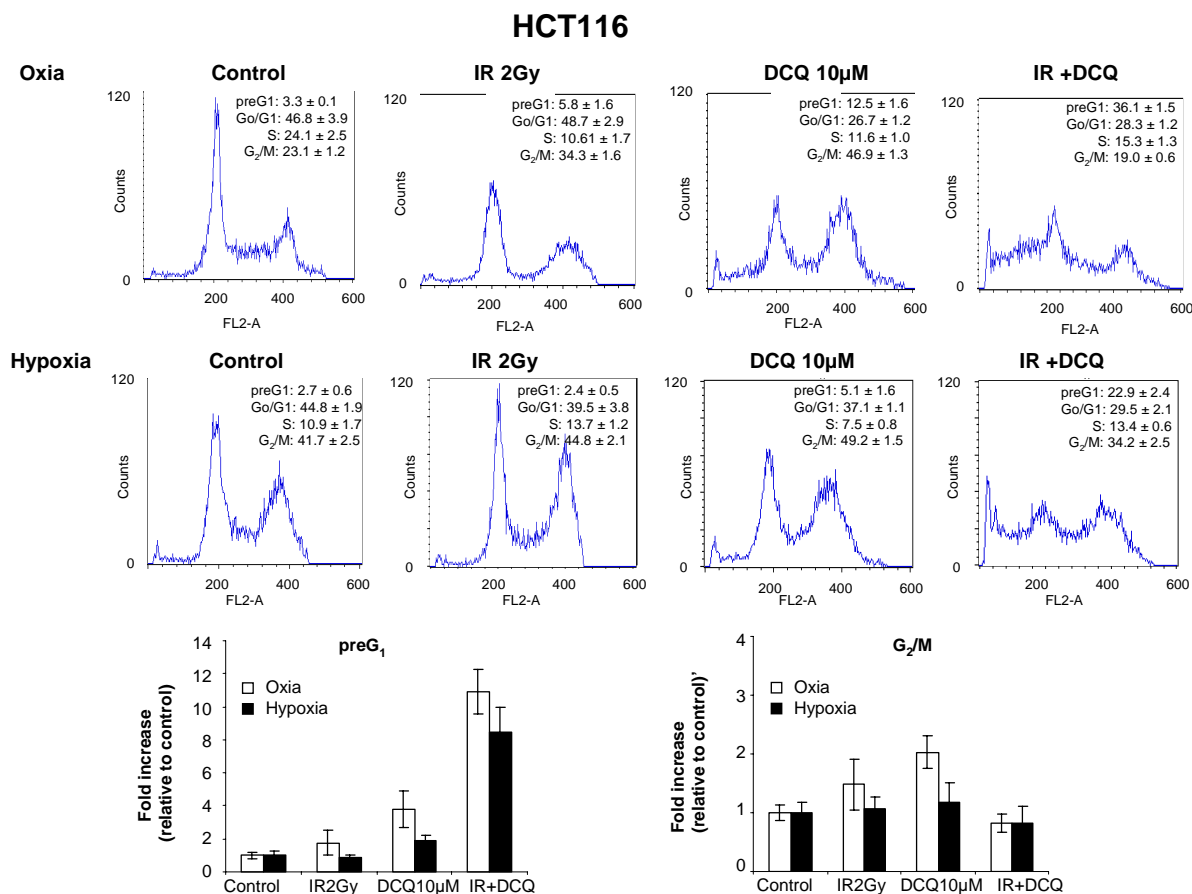 HCT116
Oxia
Control
120
preG1: 3.3 ± 0.1
Go/G1: 46.8 ± 3.9
S: 24.1 ± 2.5
G₂/M: 23.1 ± 1.2
Counts
0
200 400 600
FL2-A
IR 2Gy
120
preG1: 5.8 ± 1.6
Go/G1: 48.7 ± 2.9
S: 10.61 ± 1.7
G₂/M: 34.3 ± 1.6
Counts
0
200 400 600
FL2-A
DCQ 10µM
120
preG1: 12.5 ± 1.6
Go/G1: 26.7 ± 1.2
S: 11.6 ± 1.0
G₂/M: 46.9 ± 1.3
Counts
0
200 400 600
FL2-A
IR +DCQ
120
preG1: 36.1 ± 1.5
Go/G1: 28.3 ± 1.2
S: 15.3 ± 1.3
G₂/M: 19.0 ± 0.6
Counts
0
200 400 600
FL2-A
Hypoxia
Control
120
preG1: 2.7 ± 0.6
Go/G1: 44.8 ± 1.9
S: 10.9 ± 1.7
G₂/M: 41.7 ± 2.5
Counts
0
200 400 600
FL2-A
IR 2Gy
120
preG1: 2.4 ± 0.5
Go/G1: 39.5 ± 3.8
S: 13.7 ± 1.2
G₂/M: 44.8 ± 2.1
Counts
0
200 400 600
FL2-A
DCQ 10µM
120
preG1: 5.1 ± 1.6
Go/G1: 37.1 ± 1.1
S: 7.5 ± 0.8
G₂/M: 49.2 ± 1.5
Counts
0
200 400 600
FL2-A
IR +DCQ
120
preG1: 22.9 ± 2.4
Go/G1: 29.5 ± 2.1
S: 13.4 ± 0.6
G₂/M: 34.2 ± 2.5
Counts
0
200 400 600
FL2-A
preG₁
Fold increase
(relative to control)
14
12
10
8
6
4
2
0
Oxia
Hypoxia
Control IR2Gy DCQ10µM IR+DCQ
G₂/M
Fold increase
(relative to control)’
4
3
2
1
0
Oxia
Hypoxia
Control IR2Gy DCQ10µM IR+DCQ